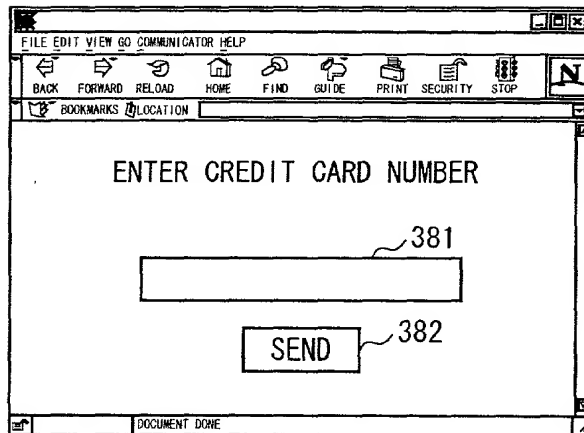 FILE EDIT VIEW GO COMMUNICATOR HELP
BACK FORWARD RELOAD HOME FIND GUIDE PRINT SECURITY STOP N
BOOKMARKS LOCATION
ENTER CREDIT CARD NUMBER
381
SEND 382
DOCUMENT DONE